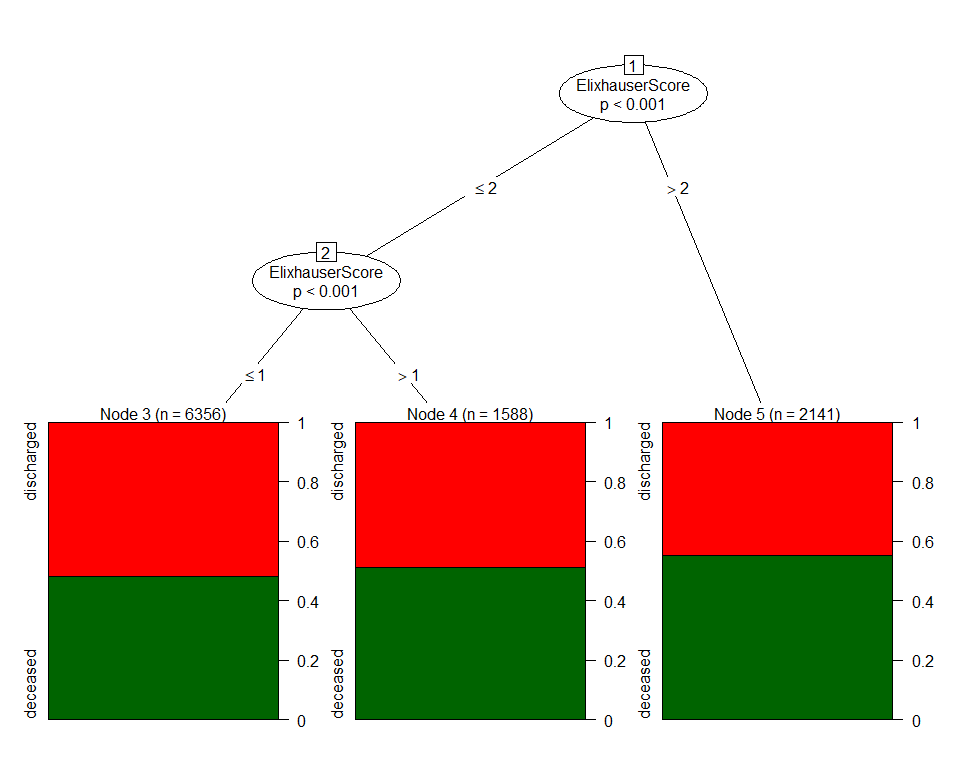 1
ElixhauserScore
p < 0.001
≤ 2
> 2
2
ElixhauserScore
p < 0.001
≤ 1
> 1
Node 3 (n = 6356)
discharged
deceased
1
0.8
0.6
0.4
0.2
0
Node 4 (n = 1588)
discharged
deceased
1
0.8
0.6
0.4
0.2
0
Node 5 (n = 2141)
discharged
deceased
1
0.8
0.6
0.4
0.2
0